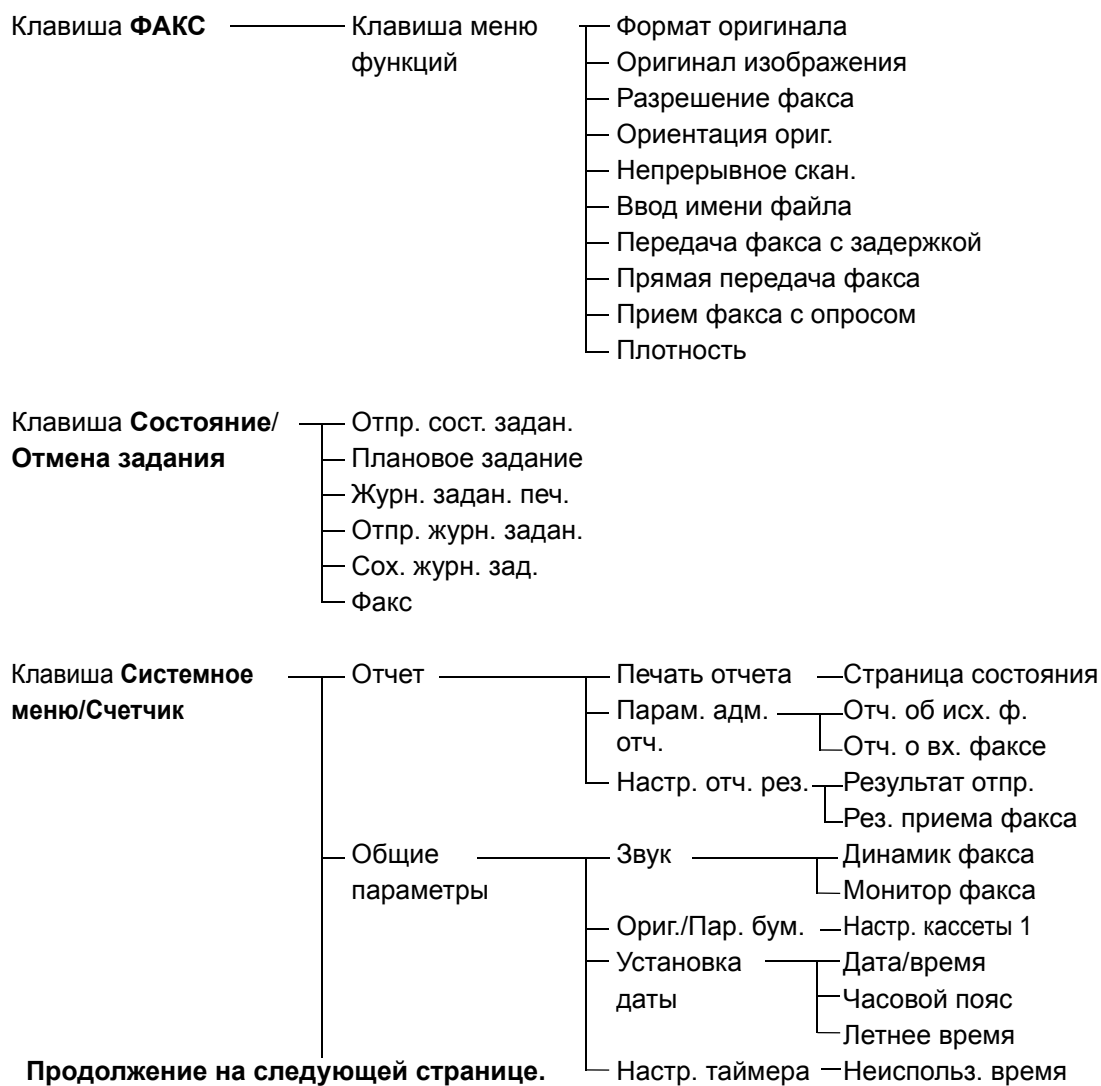 Клавиша ФАКС
Клавиша меню
функций
Формат оригинала
Оригинал изображения
Разрешение факса
Ориентация ориг.
Непрерывное скан.
Ввод имени файла
Передача факса с задержкой
Прямая передача факса
Прием факса с опросом
Плотность
Клавиша Состояние/
Отмена задания
Отпр. сост. задан.
Плановое задание
Журн. задан. печ.
Отпр. журн. задан.
Сох. журн. зад.
Факс
Клавиша Системное
меню/Счетчик
Отчет
Печать отчета
Страница состояния
Парам. адм.
отч.
Отч. об исх. ф.
Отч. о вх. факсе
Настр. отч. рез.
Результат отпр.
Рез. приема факса
Общие
параметры
Звук
Динамик факса
Монитор факса
Ориг./Пар. бум.
Настр. кассеты 1
Установка
даты
Дата/время
Часовой пояс
Летнее время
Настр. таймера
Неиспольз. время
Продолжение на следующей странице.